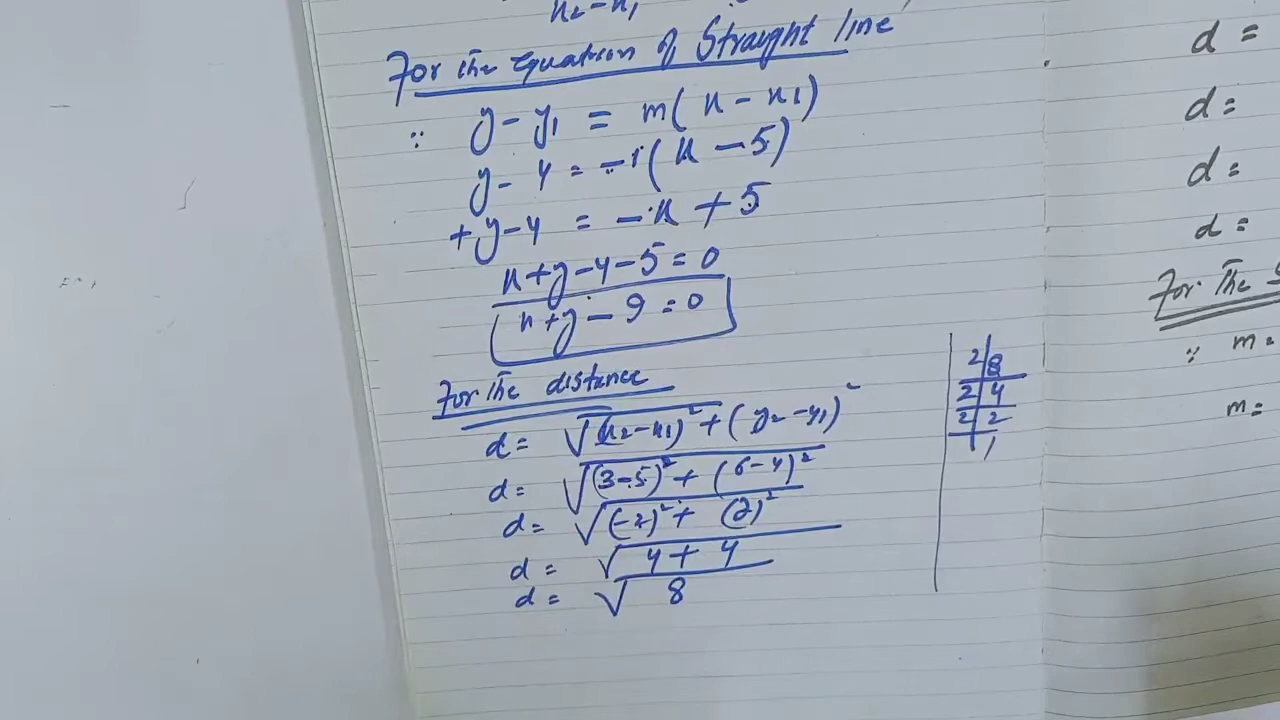 x₂-x₁
For the equation of Straight line
∵ y - y₁ = m(x - x₁)
y - 4 = -1(x - 5)
+y-4 = -x + 5
x+y-4-5=0
x+y-9=0
For the distance
d = √(x₂-x₁)² + (y₂-y₁)²
d = √(3-5)² + (6-4)²
d = √(-2)² + (2)²
d = √4 + 4
d = √8
2|8
2|4
2|2
1
d =
d =
d =
d =
For the
∵ m=
m=